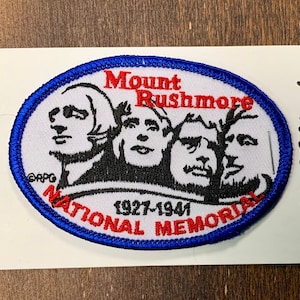 Mount
Rushmore
©RPG
1927-1941
NATIONAL MEMORIAL